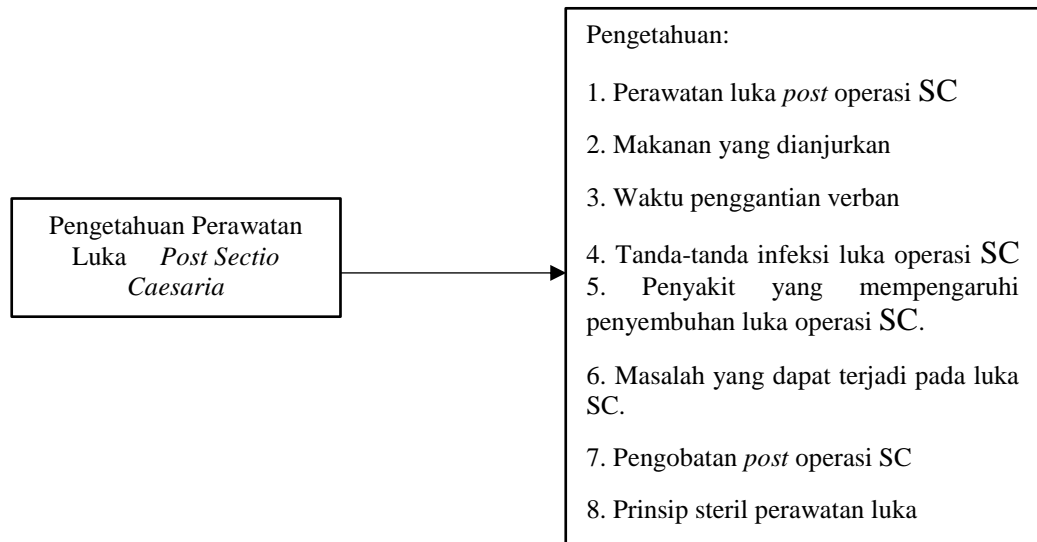 Pengetahuan Perawatan
Luka Post Sectio
Caesaria
Pengetahuan:
1. Perawatan luka post operasi SC
2. Makanan yang dianjurkan
3. Waktu penggantian verban
4. Tanda-tanda infeksi luka operasi SC
5. Penyakit yang mempengaruhi
penyembuhan luka operasi SC.
6. Masalah yang dapat terjadi pada luka
SC.
7. Pengobatan post operasi SC
8. Prinsip steril perawatan luka